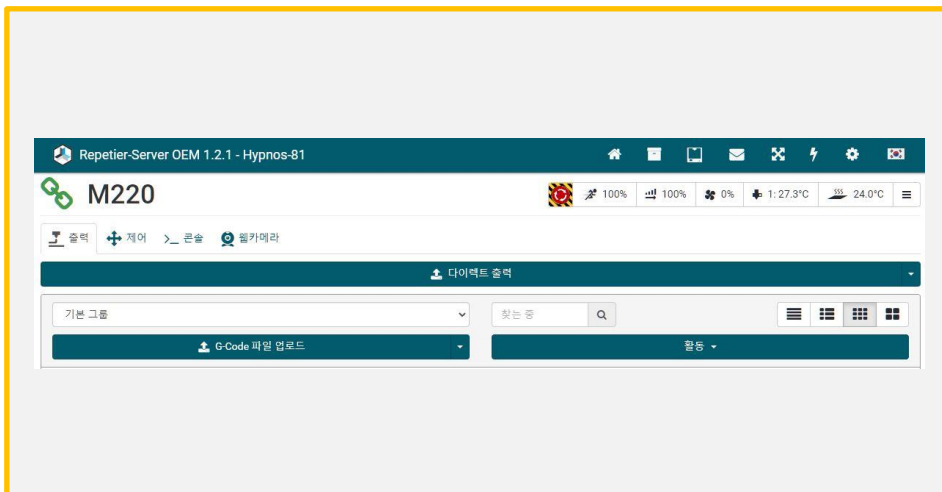 Repetier-Server OEM 1.2.1 - Hypnos-81
M220
100% 100% 0% 1: 27.3°C 24.0°C
출력 제어 >_ 콘솔 웹카메라
다이렉트 출력
기본 그룹 찾는 중
G-Code 파일 업로드 활동